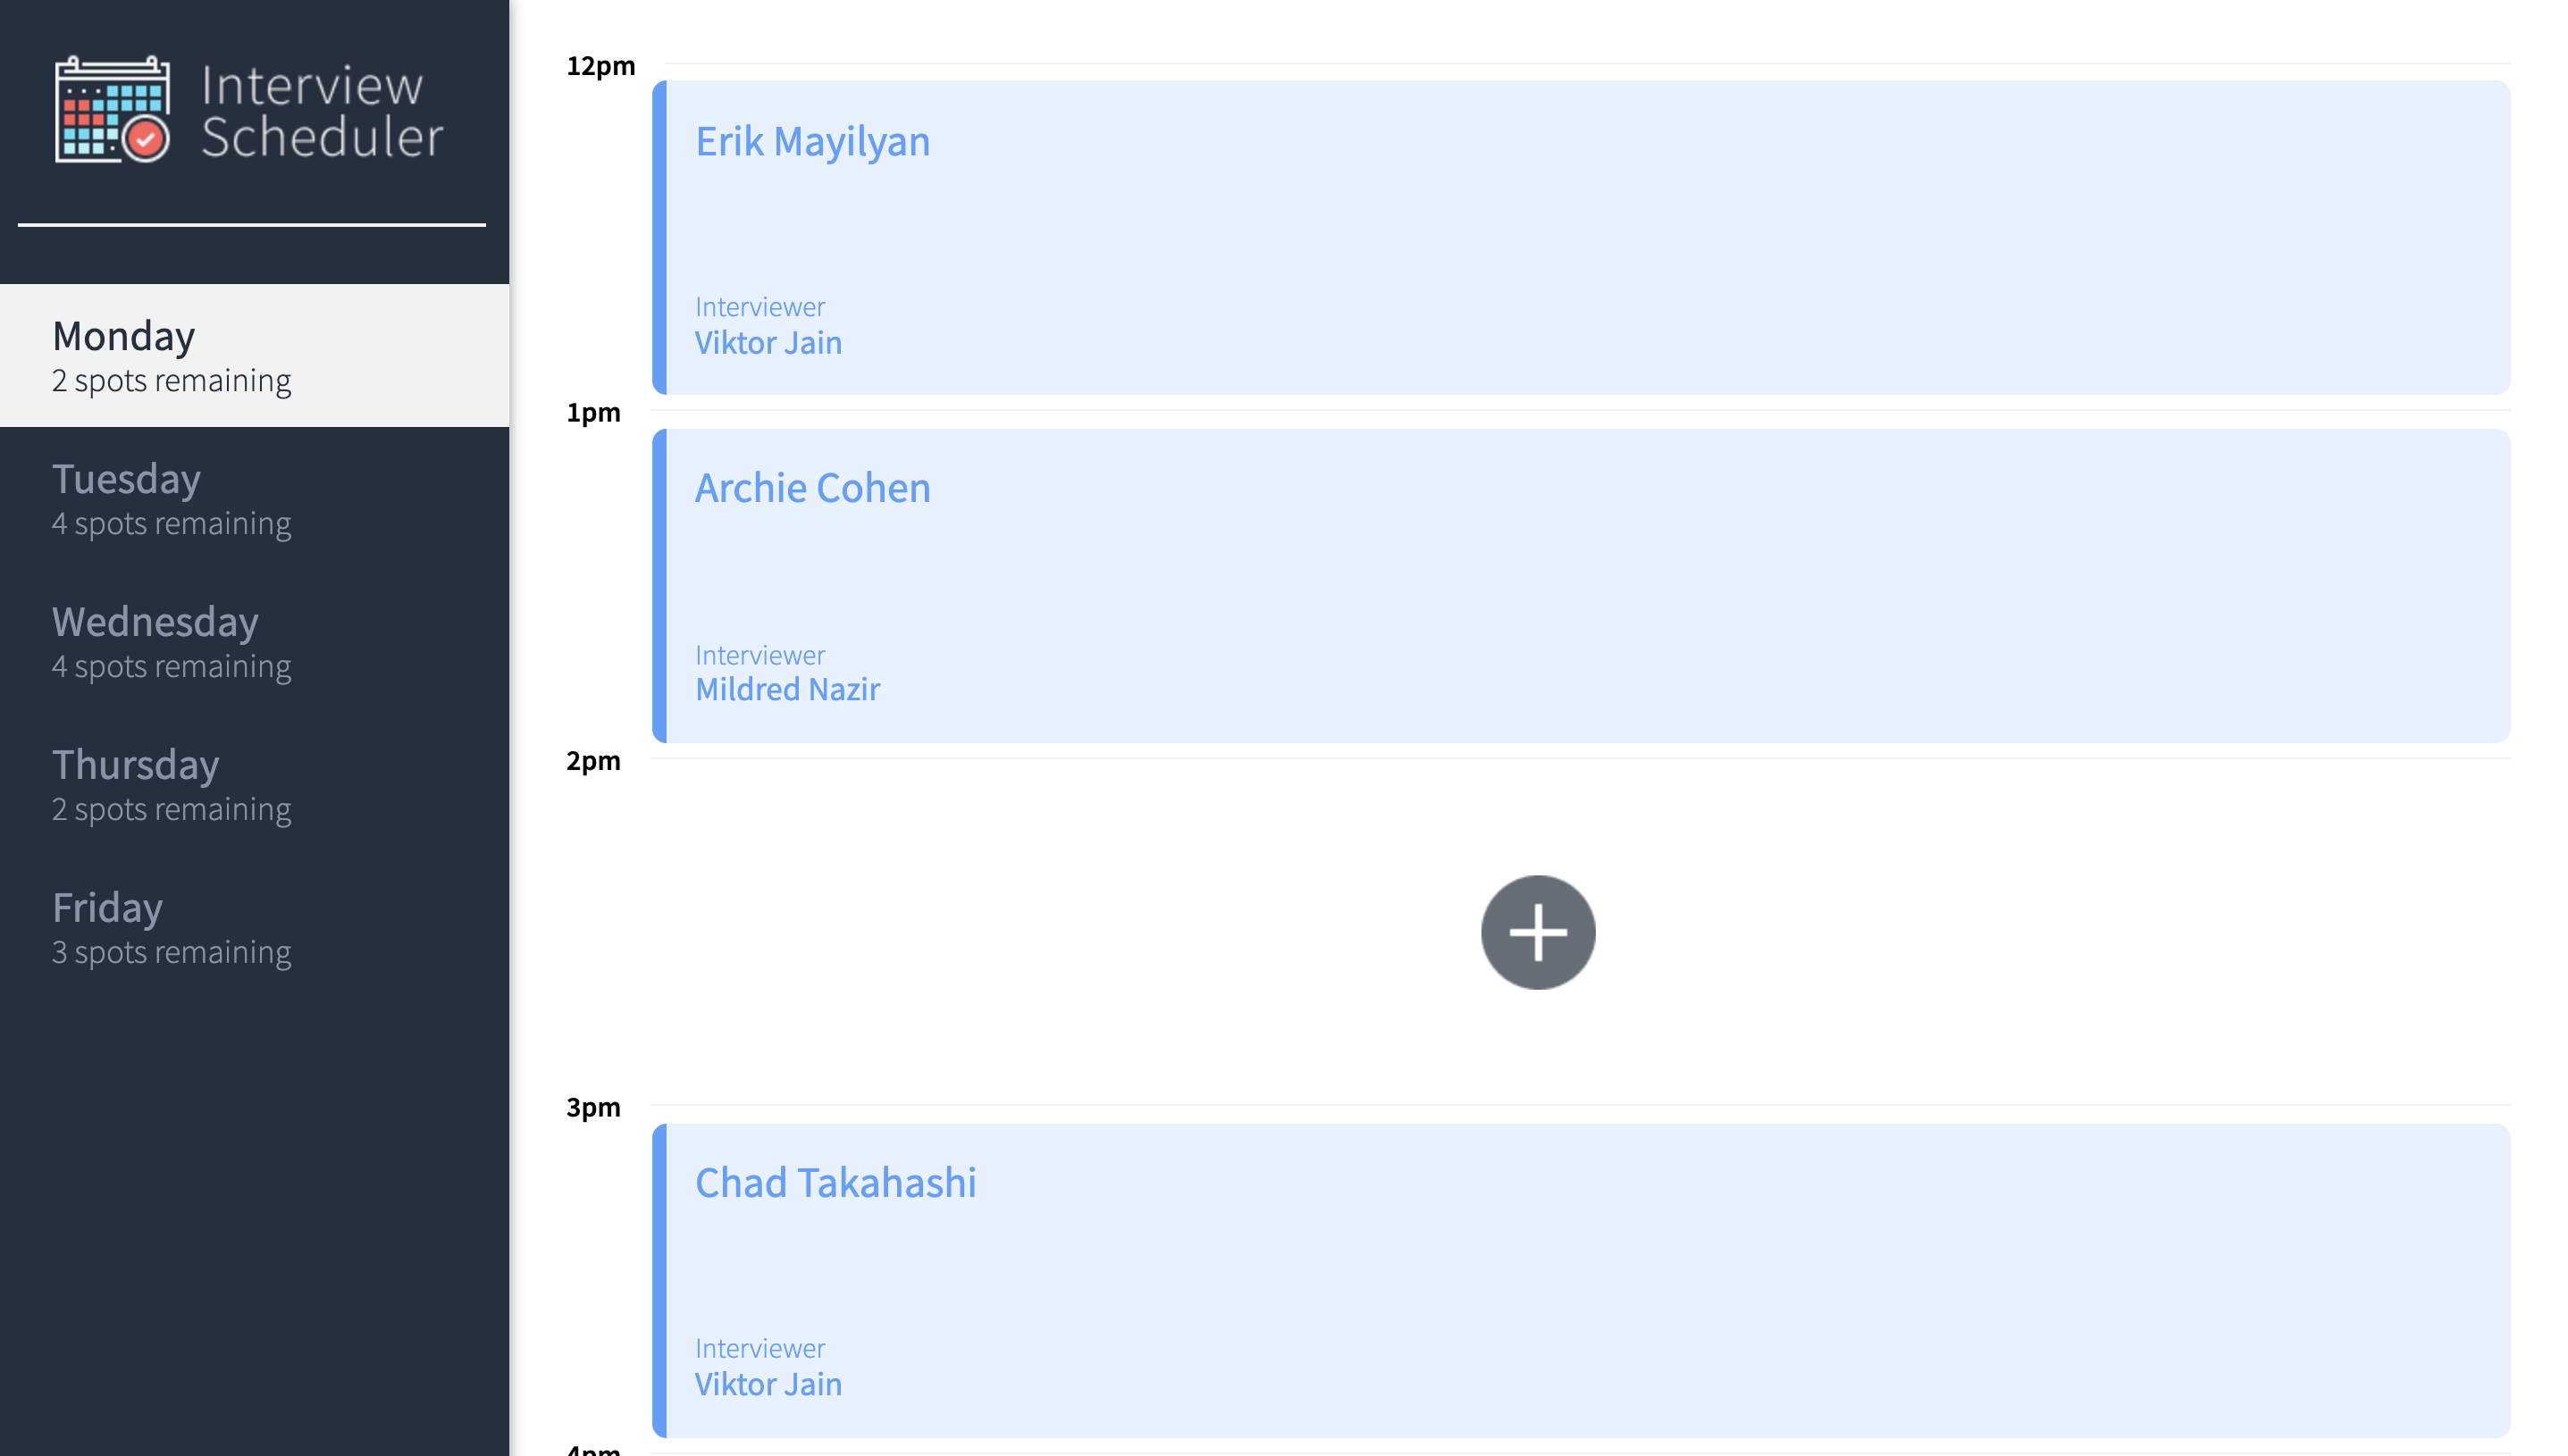 Interview
Scheduler
Monday
2 spots remaining
Tuesday
4 spots remaining
Wednesday
4 spots remaining
Thursday
2 spots remaining
Friday
3 spots remaining
12pm
Erik Mayilyan
Interviewer
Viktor Jain
1pm
Archie Cohen
Interviewer
Mildred Nazir
2pm
3pm
Chad Takahashi
Interviewer
Viktor Jain
4pm